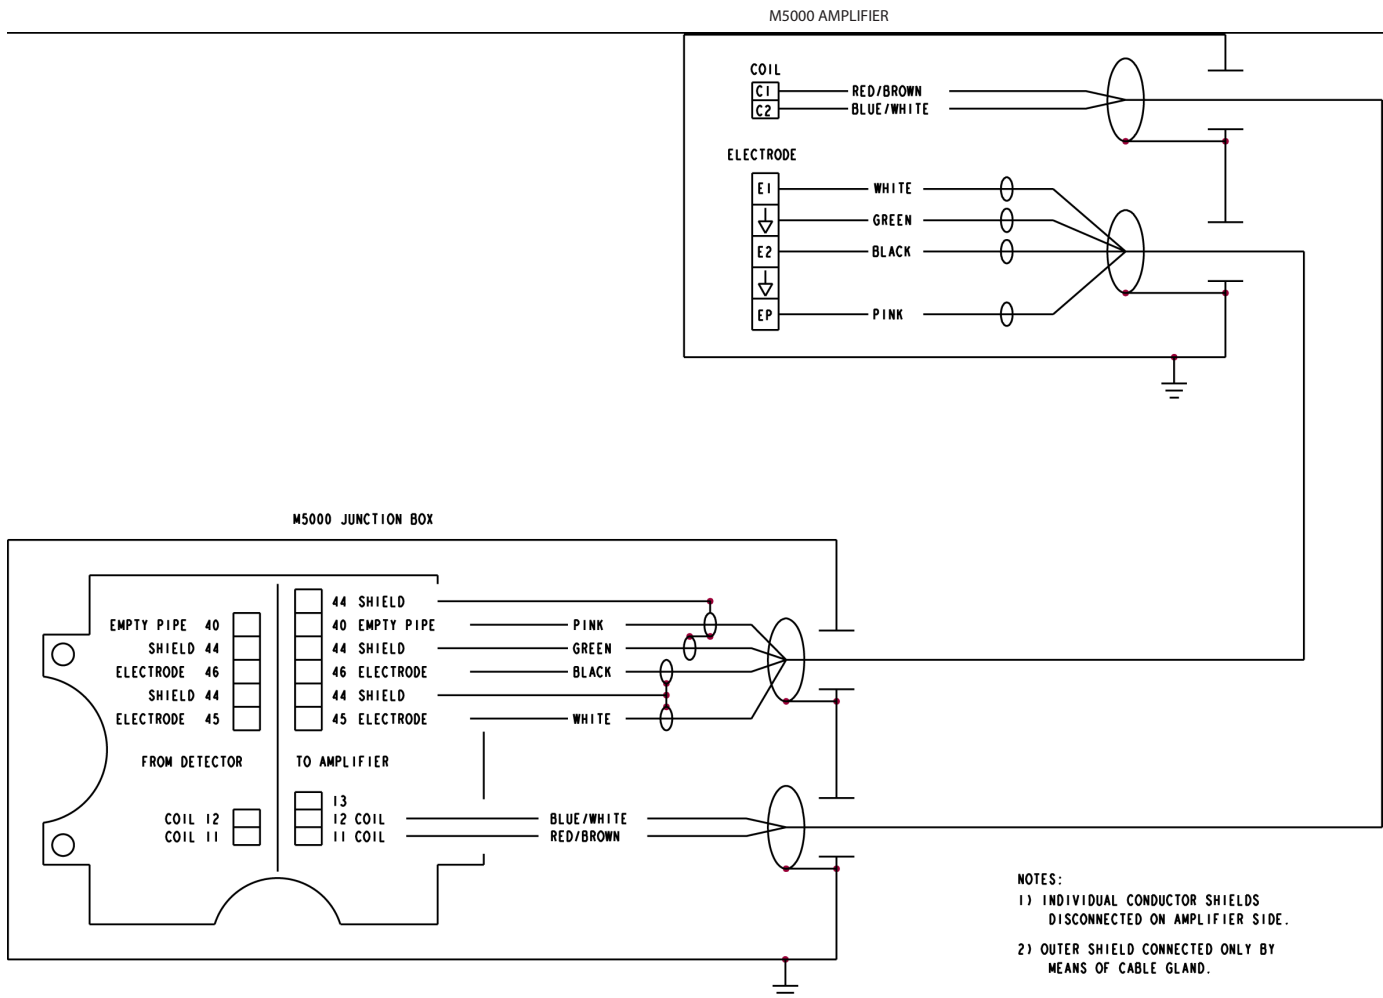 M5000 AMPLIFIER
COIL
C1 RED/BROWN
C2 BLUE/WHITE
ELECTRODE
E1 WHITE
GREEN
E2 BLACK
EP PINK
M5000 JUNCTION BOX
44 SHIELD
EMPTY PIPE 40 40 EMPTY PIPE PINK
SHIELD 44 44 SHIELD GREEN
ELECTRODE 46 46 ELECTRODE BLACK
SHIELD 44 44 SHIELD
ELECTRODE 45 45 ELECTRODE WHITE
FROM DETECTOR TO AMPLIFIER
13
COIL 12 12 COIL BLUE/WHITE
COIL 11 11 COIL RED/BROWN
NOTES:
1) INDIVIDUAL CONDUCTOR SHIELDS
DISCONNECTED ON AMPLIFIER SIDE.
2) OUTER SHIELD CONNECTED ONLY BY
MEANS OF CABLE GLAND.